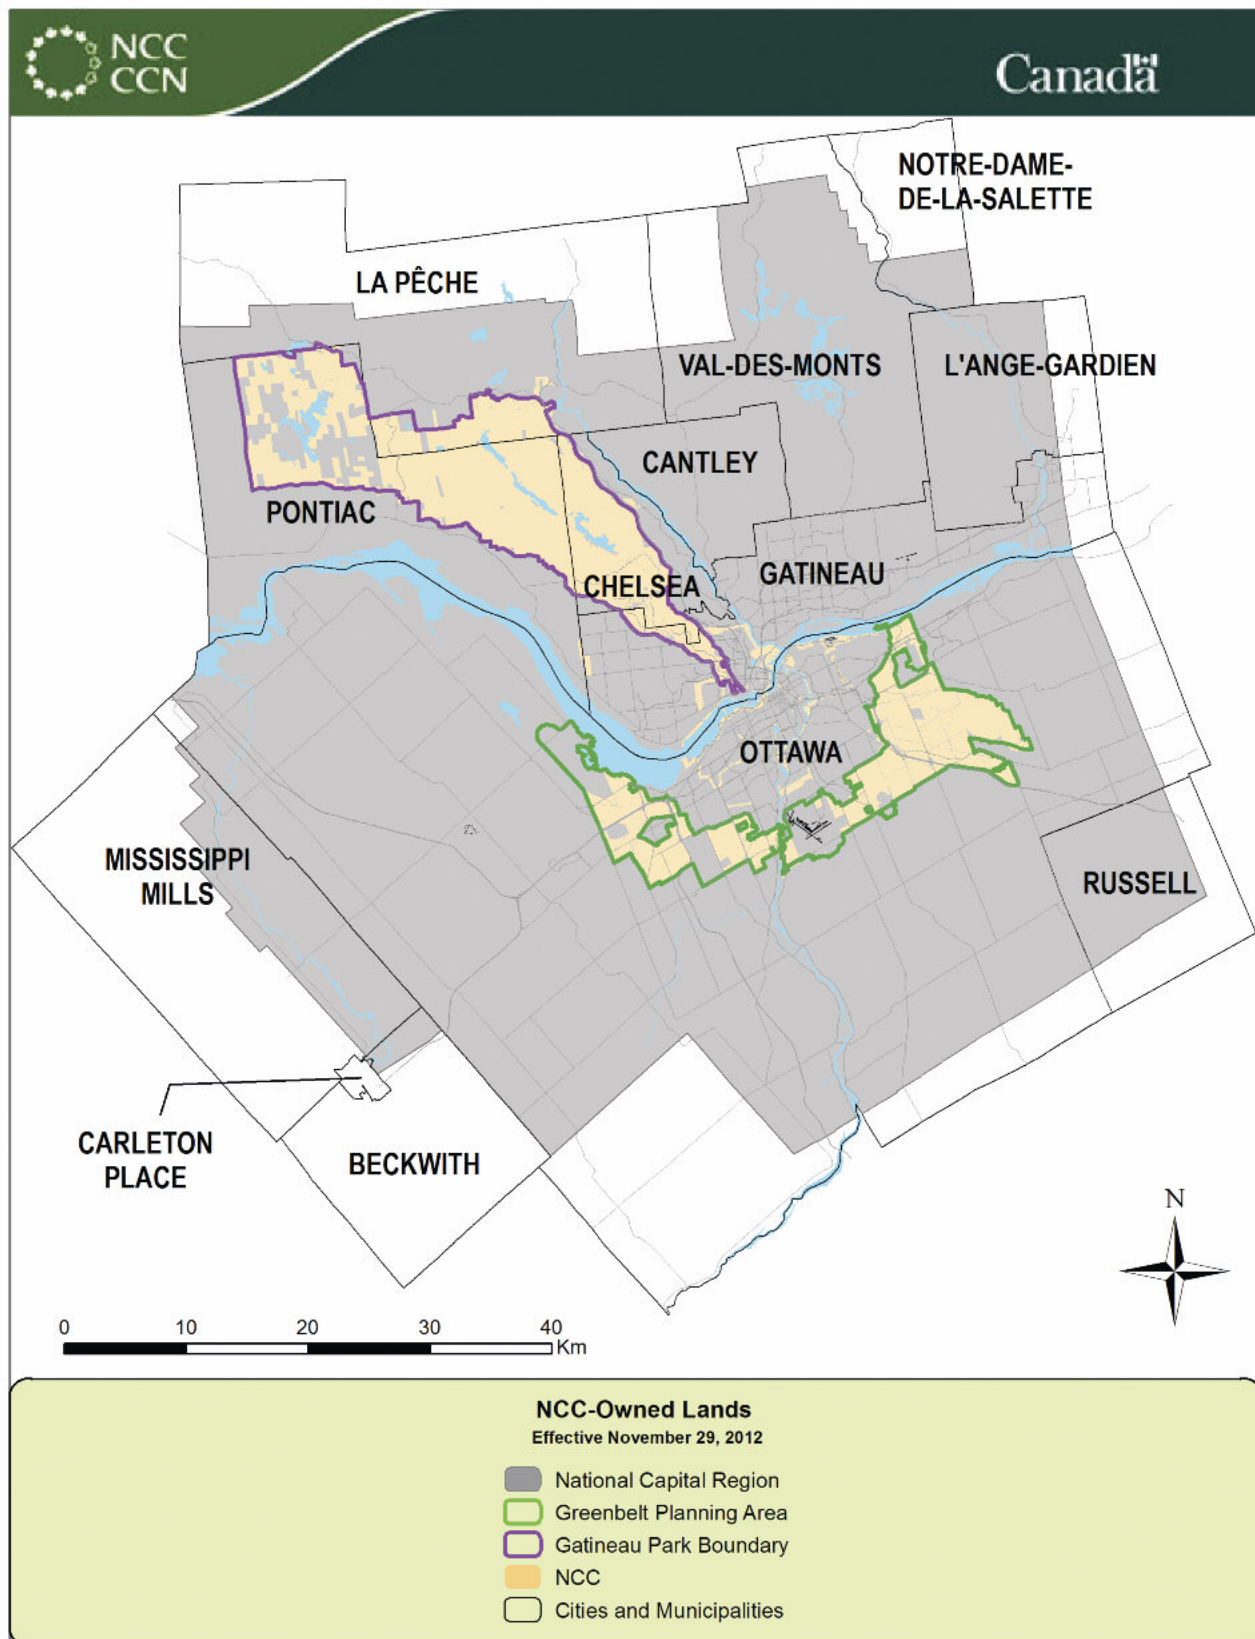 NCC
CCN
Canada
NOTRE-DAME-
DE-LA-SALETTE
LA PÊCHE
VAL-DES-MONTS
L'ANGE-GARDIEN
CANTLEY
PONTIAC
CHELSEA
GATINEAU
OTTAWA
MISSISSIPPI
MILLS
RUSSELL
CARLETON
PLACE
BECKWITH
N
0 10 20 30 40
Km
NCC-Owned Lands
Effective November 29, 2012
National Capital Region
Greenbelt Planning Area
Gatineau Park Boundary
NCC
Cities and Municipalities